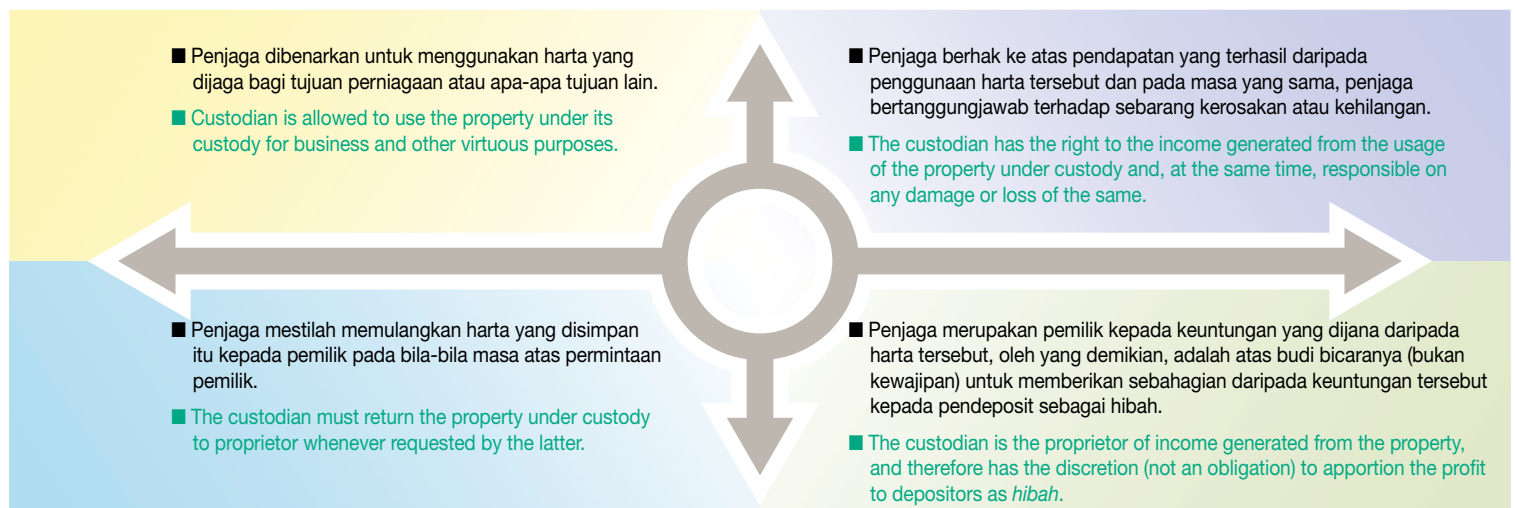 ■ Penjaga dibenarkan untuk menggunakan harta yang
dijaga bagi tujuan perniagaan atau apa-apa tujuan lain.
■ Custodian is allowed to use the property under its
custody for business and other virtuous purposes.
■ Penjaga berhak ke atas pendapatan yang terhasil daripada
penggunaan harta tersebut dan pada masa yang sama, penjaga
bertanggungjawab terhadap sebarang kerosakan atau kehilangan.
■ The custodian has the right to the income generated from the usage
of the property under custody and, at the same time, responsible on
any damage or loss of the same.
■ Penjaga mestilah memulangkan harta yang disimpan
itu kepada pemilik pada bila-bila masa atas permintaan
pemilik.
■ The custodian must return the property under custody
to proprietor whenever requested by the latter.
■ Penjaga merupakan pemilik kepada keuntungan yang dijana daripada
harta tersebut, oleh yang demikian, adalah atas budi bicaranya (bukan
kewajipan) untuk memberikan sebahagian daripada keuntungan tersebut
kepada pendeposit sebagai hibah.
■ The custodian is the proprietor of income generated from the property,
and therefore has the discretion (not an obligation) to apportion the profit
to depositors as hibah.